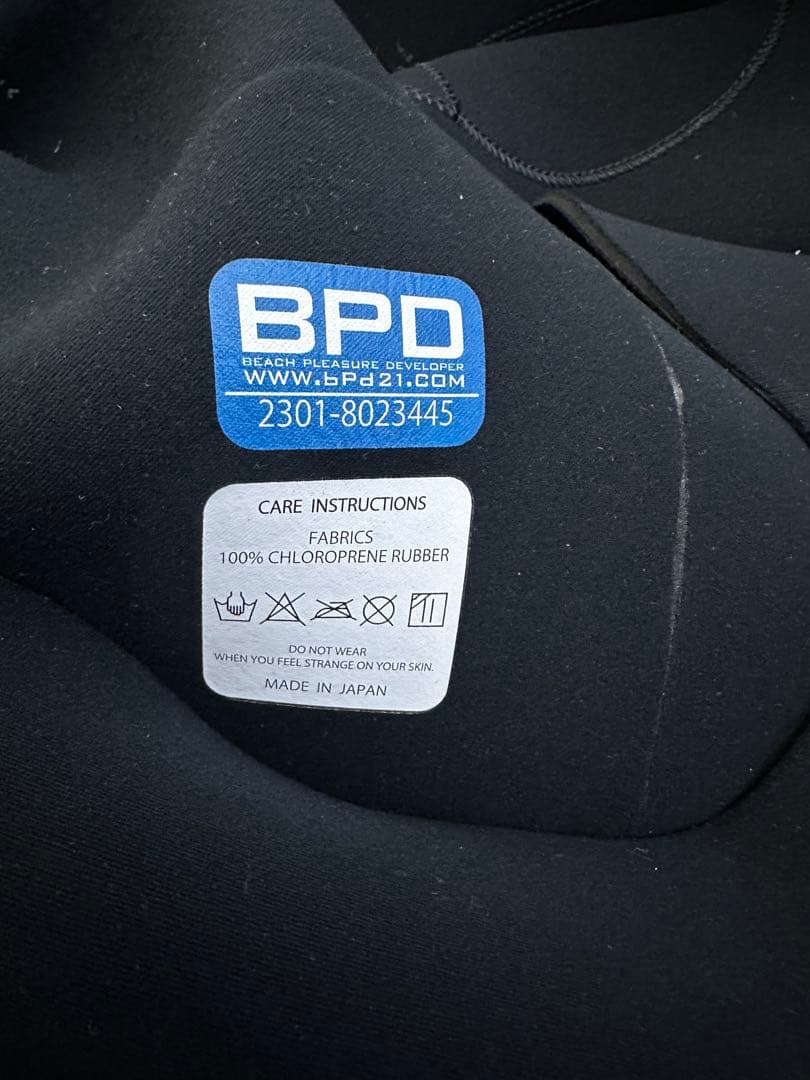 BPD
BEACH PLEASURE DEVELOPER
WWW.bPd21.COM
2301-8023445
CARE INSTRUCTIONS
FABRICS
100% CHLOROPRENE RUBBER
DO NOT WEAR
WHEN YOU FEEL STRANGE ON YOUR SKIN.
MADE IN JAPAN